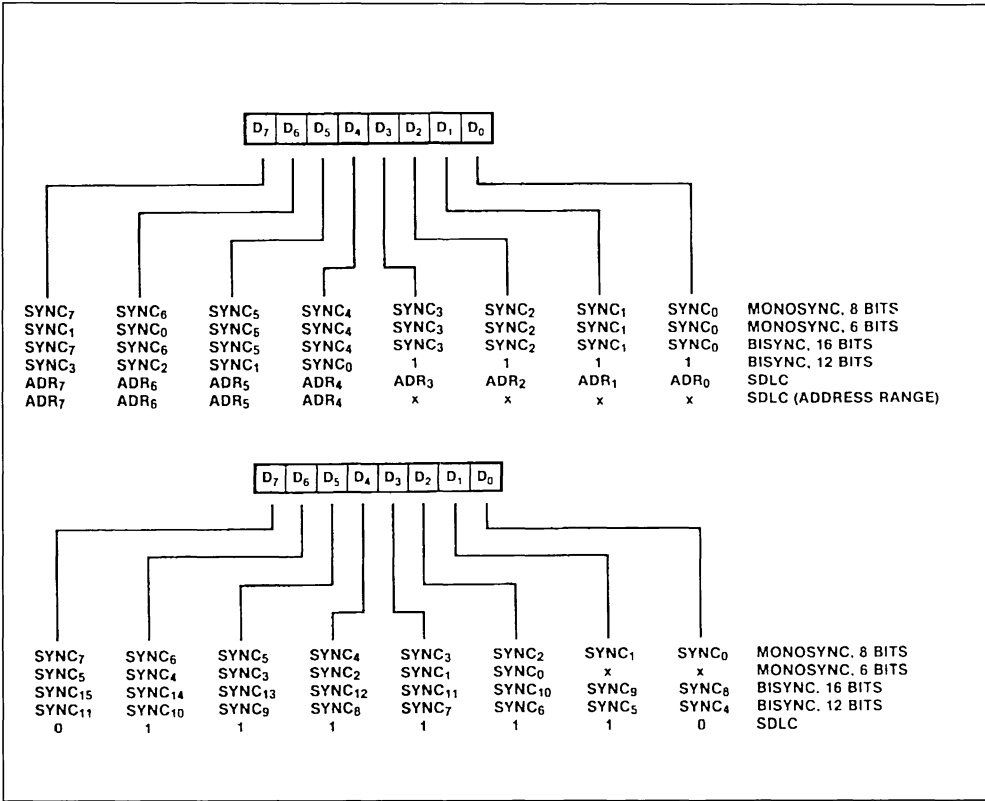 D₇ D₆ D₅ D₄ D₃ D₂ D₁ D₀
SYNC₇ SYNC₆ SYNC₅ SYNC₄ SYNC₃ SYNC₂ SYNC₁ SYNC₀ MONOSYNC, 8 BITS
SYNC₁ SYNC₀ SYNC₅ SYNC₄ SYNC₃ SYNC₂ SYNC₁ SYNC₀ MONOSYNC, 6 BITS
SYNC₇ SYNC₆ SYNC₅ SYNC₄ SYNC₃ SYNC₂ SYNC₁ SYNC₀ BISYNC, 16 BITS
SYNC₃ SYNC₂ SYNC₁ SYNC₀ 1 1 1 1 BISYNC, 12 BITS
ADR₇ ADR₆ ADR₅ ADR₄ ADR₃ ADR₂ ADR₁ ADR₀ SDLC
ADR₇ ADR₆ ADR₅ ADR₄ x x x x SDLC (ADDRESS RANGE)
D₇ D₆ D₅ D₄ D₃ D₂ D₁ D₀
SYNC₇ SYNC₆ SYNC₅ SYNC₄ SYNC₃ SYNC₂ SYNC₁ SYNC₀ MONOSYNC, 8 BITS
SYNC₅ SYNC₄ SYNC₃ SYNC₂ SYNC₁ SYNC₀ x x MONOSYNC, 6 BITS
SYNC₁₅ SYNC₁₄ SYNC₁₃ SYNC₁₂ SYNC₁₁ SYNC₁₀ SYNC₉ SYNC₈ BISYNC, 16 BITS
SYNC₁₁ SYNC₁₀ SYNC₉ SYNC₈ SYNC₇ SYNC₆ SYNC₅ SYNC₄ BISYNC, 12 BITS
0 1 1 1 1 1 1 0 SDLC